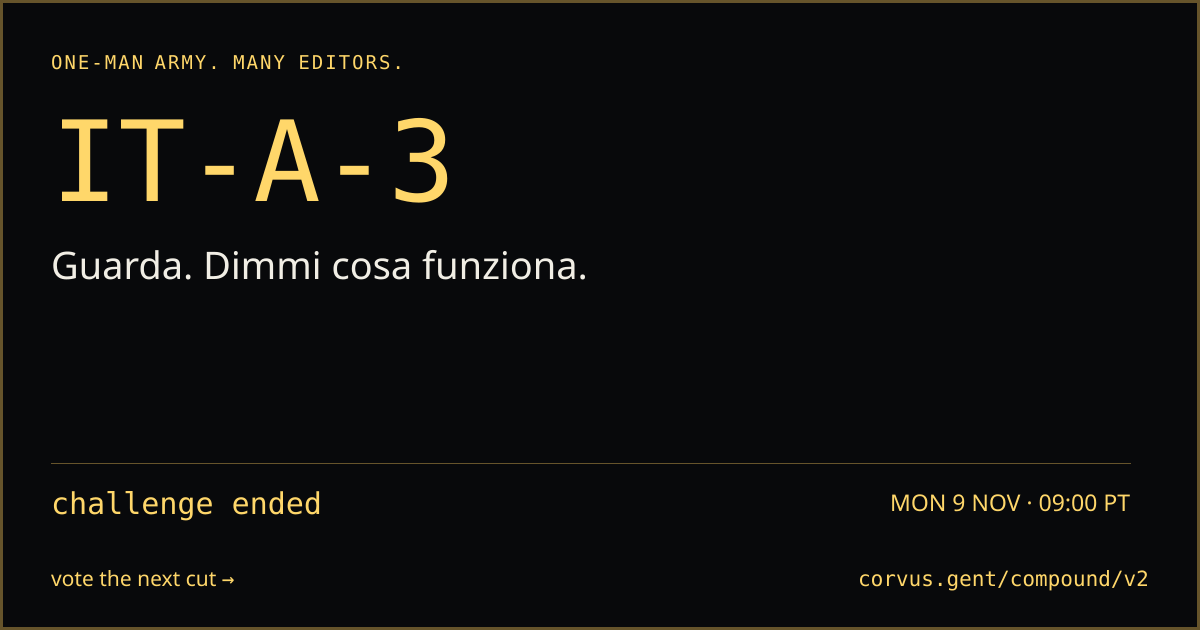 ONE-MAN ARMY. MANY EDITORS.
IT-A-3
Guarda. Dimmi cosa funziona.
challenge ended
MON 9 NOV · 09:00 PT
vote the next cut →
corvus.gent/compound/v2